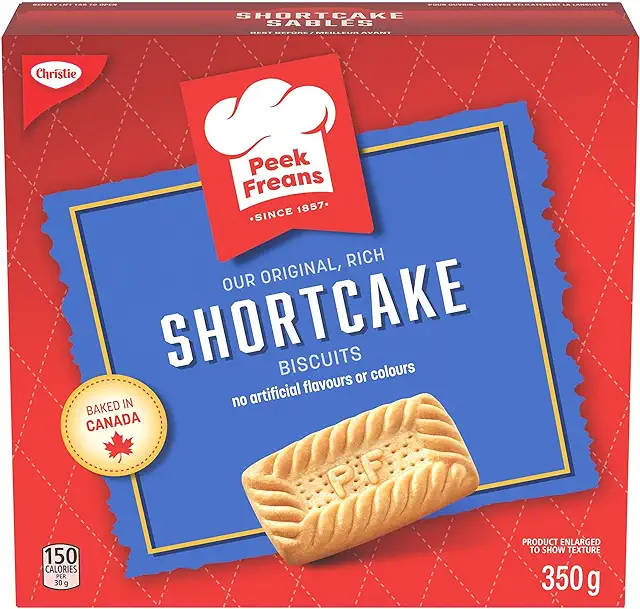 GENTLY LIFT TAB TO OPEN
POUR OUVRIR, SOULEVER DÉLICATEMENT LA LANGUETTE
SHORTCAKE
SABLES
BEST BEFORE / MEILLEUR AVANT
Christie
Peek
Freans
•SINCE 1857•
OUR ORIGINAL, RICH
SHORTCAKE
BISCUITS
no artificial flavours or colours
BAKED IN
CANADA
PF
150
CALORIES
PER
30 g
PRODUCT ENLARGED
TO SHOW TEXTURE
350 g